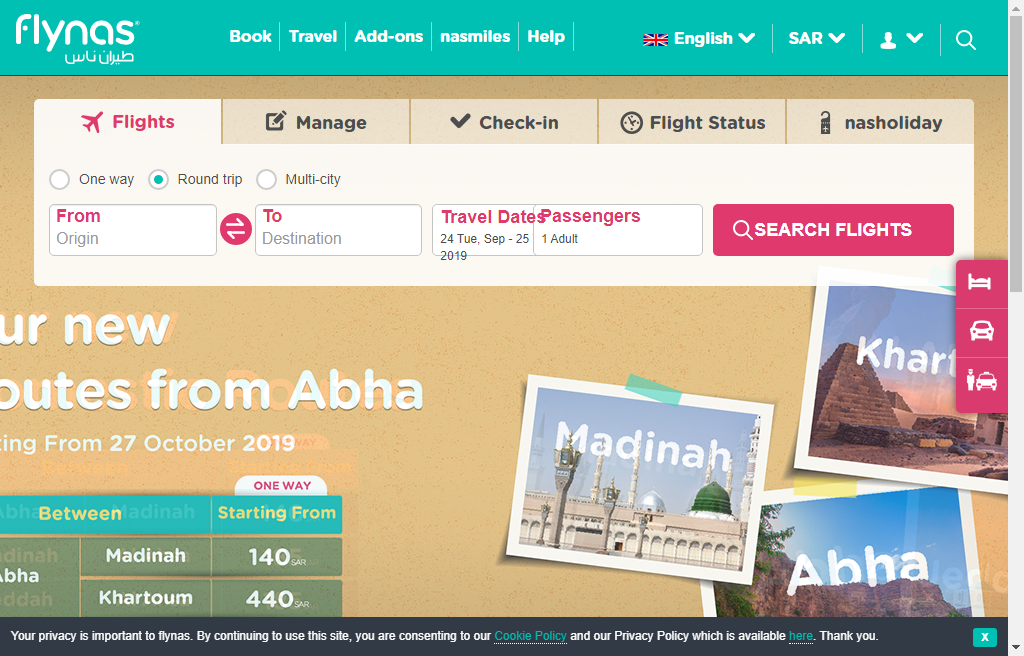 flynas
طيران ناس
Book
Travel
Add-ons
nasmiles
Help
English
SAR
Flights
Manage
Check-in
Flight Status
nasholiday
One way
Round trip
Multi-city
From
Origin
To
Destination
Travel Dates
24 Tue, Sep - 25
2019
Passengers
1 Adult
SEARCH FLIGHTS
ur new
outes from Abha
ting From 27 October 2019
ONE WAY
Between
Starting From
Abha
Madinah
140 SAR
Khartoum
440 SAR
Madinah
Khart
Abha
Your privacy is important to flynas. By continuing to use this site, you are consenting to our Cookie Policy and our Privacy Policy which is available here. Thank you.
X